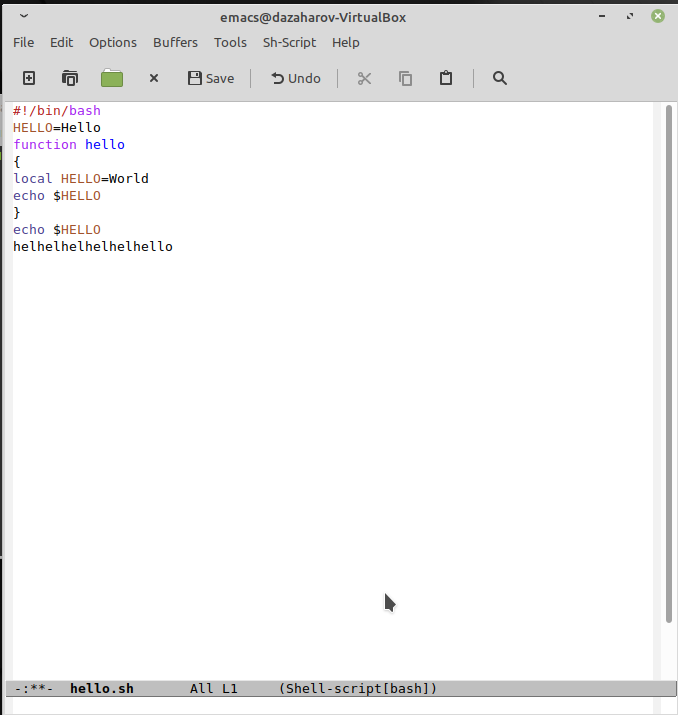 emacs@dazaharov-VirtualBox
File Edit Options Buffers Tools Sh-Script Help
Save Undo
#!/bin/bash
HELLO=Hello
function hello
{
local HELLO=World
echo $HELLO
}
echo $HELLO
helhelhelhelhelhello
-:**- hello.sh All L1 (Shell-script[bash])